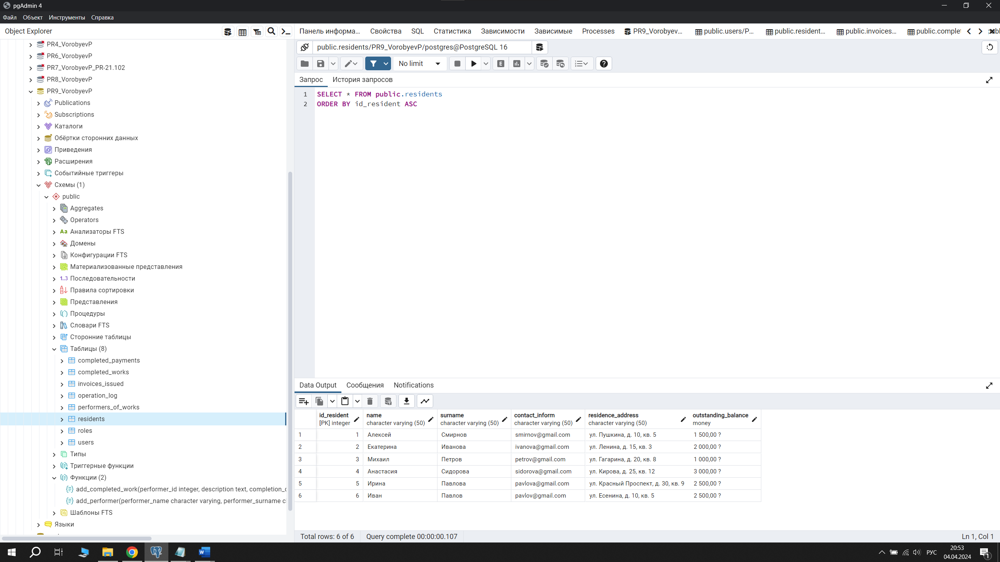 pgAdmin 4
Файл Объект Инструменты Справка
Object Explorer
PR4_VorobyevP
PR6_VorobyevP
PR7_VorobyevP_PR-21.102
PR8_VorobyevP
PR9_VorobyevP
Publications
Subscriptions
Каталоги
Обёртки сторонних данных
Приведения
Расширения
Событийные триггеры
Схемы (1)
public
Aggregates
Operators
Aa Анализаторы FTS
Домены
Конфигурации FTS
Материализованные представления
1..3 Последовательности
Правила сортировки
Представления
Процедуры
Словари FTS
Сторонние таблицы
Таблицы (8)
completed_payments
completed_works
invoices_issued
operation_log
performers_of_works
residents
roles
users
Типы
Триггерные функции
Функции (2)
add_completed_work(performer_id integer, description text, completion_
add_performer(performer_name character varying, performer_surname c
Шаблоны FTS
Языки
Панель информа... Свойства SQL Статистика Зависимости Зависимые Processes PR9_Vorobyev... public.users/P... public.resident... public.invoices... public.comple
public.residents/PR9_VorobyevP/postgres@PostgreSQL 16
No limit
Запрос История запросов
1 SELECT * FROM public.residents
2 ORDER BY id_resident ASC
Data Output Сообщения Notifications
id_resident name surname contact_inform residence_address outstanding_balance
[PK] integer character varying (50) character varying (50) character varying (50) character varying (50) money
1 1 Алексей Смирнов smirnov@gmail.com ул. Пушкина, д. 10, кв. 5 1 500,00 ?
2 2 Екатерина Иванова ivanova@gmail.com ул. Ленина, д. 15, кв. 3 2 000,00 ?
3 3 Михаил Петров petrov@gmail.com ул. Гагарина, д. 20, кв. 8 1 000,00 ?
4 4 Анастасия Сидорова sidorova@gmail.com ул. Кирова, д. 25, кв. 12 3 000,00 ?
5 5 Ирина Павлова pavlova@gmail.com ул. Красный Проспект, д. 30, кв. 9 2 500,00 ?
6 6 Иван Павлов pavlov@gmail.com ул. Есенина, д. 10, кв. 5 2 500,00 ?
Total rows: 6 of 6 Query complete 00:00:00.107 Ln 1, Col 1
РУС 20:53
04.04.2024 1